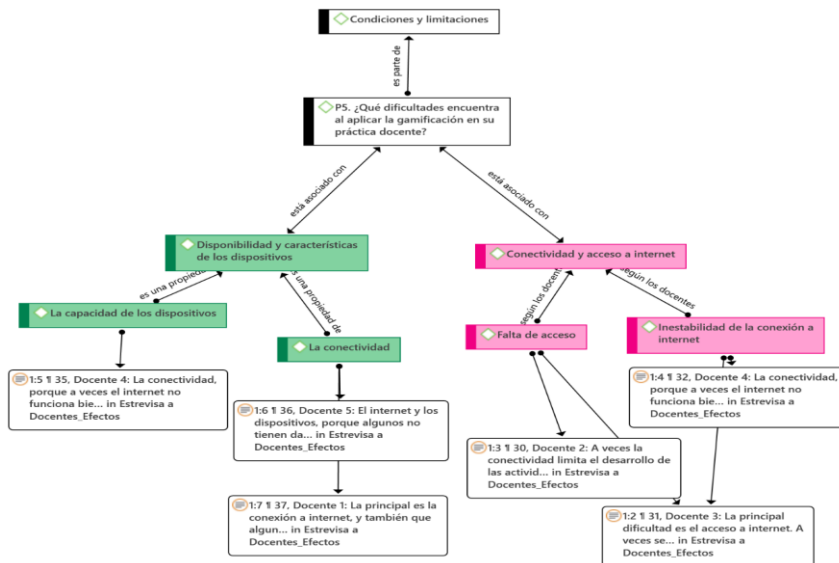 Condiciones y limitaciones
es parte de
P5. ¿Qué dificultades encuentra
al aplicar la gamificación en su
práctica docente?
está asociado con
está asociado con
Disponibilidad y características
de los dispositivos
Conectividad y acceso a internet
es una propiedad
es una propiedad de
según los docent
según los docentes
La capacidad de los dispositivos
La conectividad
Falta de acceso
Inestabilidad de la conexión a
internet
1:5 ¶ 35, Docente 4: La conectividad,
porque a veces el internet no
funciona bie... in Estrevisa a
Docentes_Efectos
1:6 ¶ 36, Docente 5: El internet y los
dispositivos, porque algunos no
tienen da... in Estrevisa a
Docentes_Efectos
1:7 ¶ 37, Docente 1: La principal es la
conexión a internet, y también que
algun... in Estrevisa a
Docentes_Efectos
1:3 ¶ 30, Docente 2: A veces la
conectividad limita el desarrollo de
las activid... in Estrevisa a
Docentes_Efectos
1:4 ¶ 32, Docente 4: La conectividad,
porque a veces el internet no
funciona bie... in Estrevisa a
Docentes_Efectos
1:2 ¶ 31, Docente 3: La principal
dificultad es el acceso a internet. A
veces se... in Estrevisa a
Docentes_Efectos